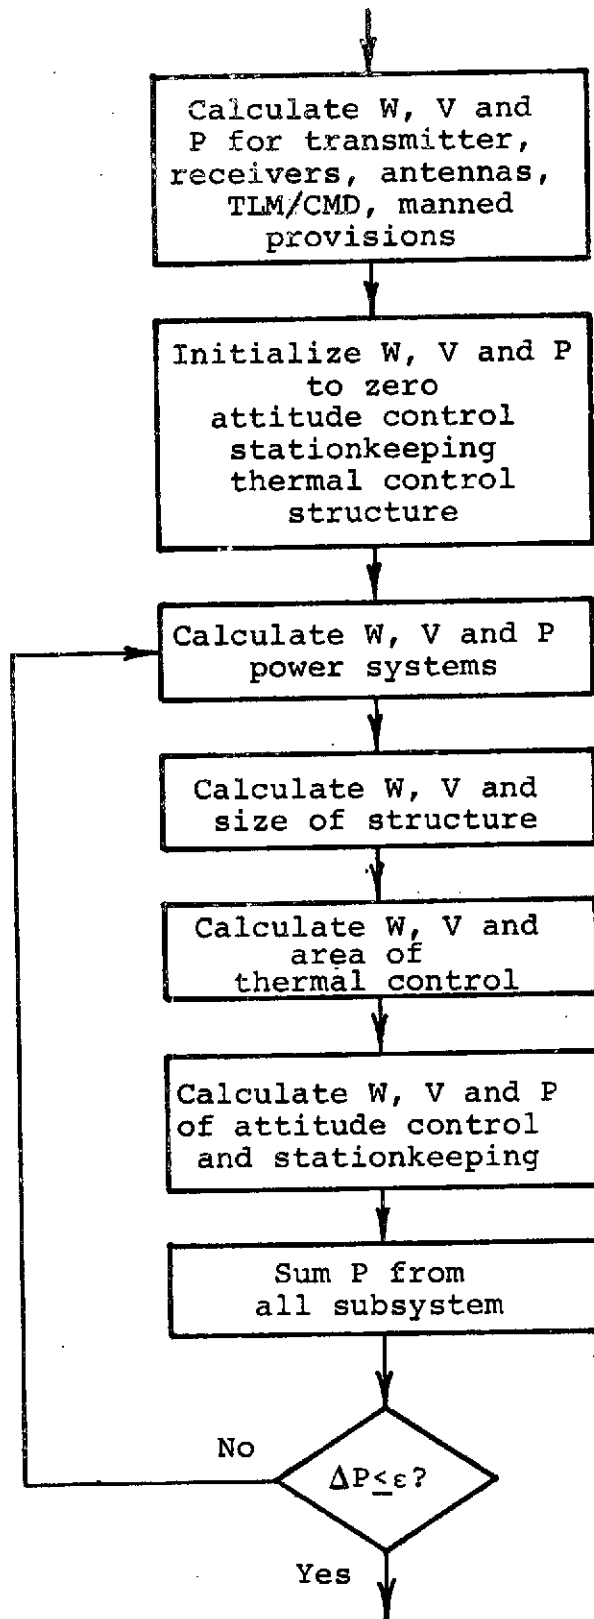 Calculate W, V and
P for transmitter,
receivers, antennas,
TLM/CMD, manned
provisions
Initialize W, V and P
to zero
attitude control
stationkeeping
thermal control
structure
Calculate W, V and P
power systems
Calculate W, V and
size of structure
Calculate W, V and
area of
thermal control
Calculate W, V and P
of attitude control
and stationkeeping
Sum P from
all subsystem
No
ΔP≤ε?
Yes